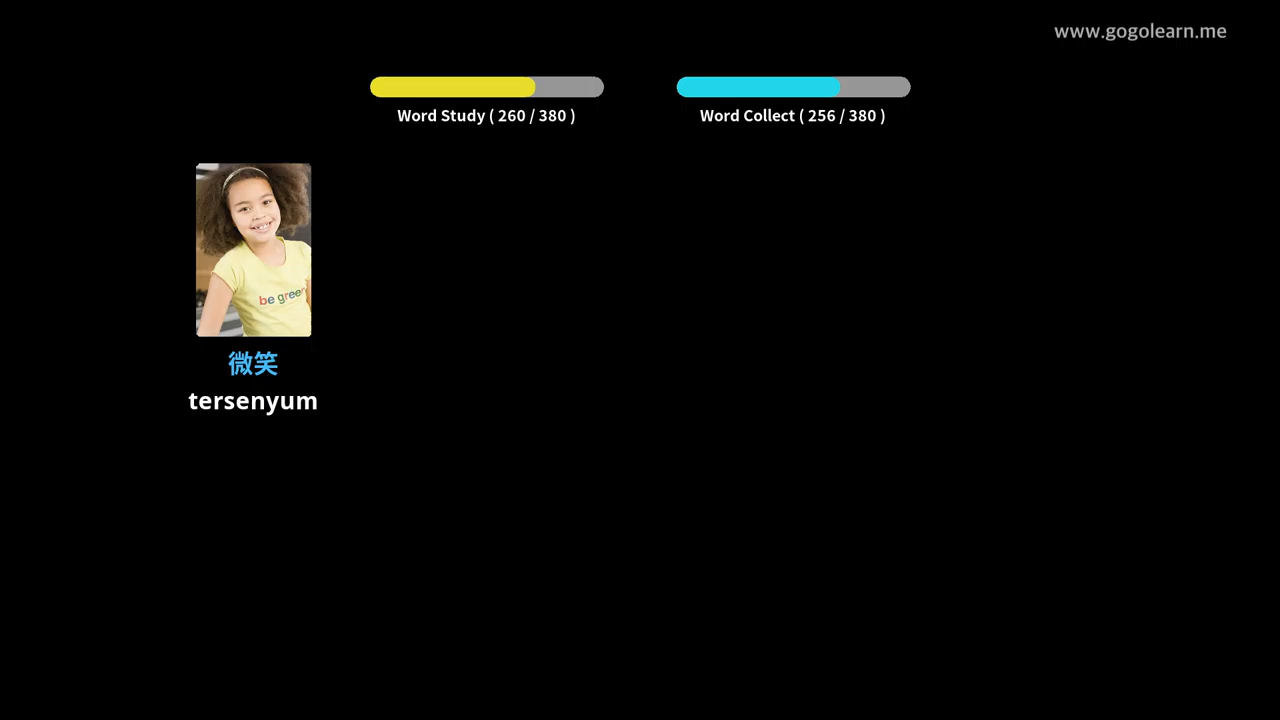 www.gogolearn.me
Word Study ( 260 / 380 )
Word Collect ( 256 / 380 )
be green
微笑
tersenyum